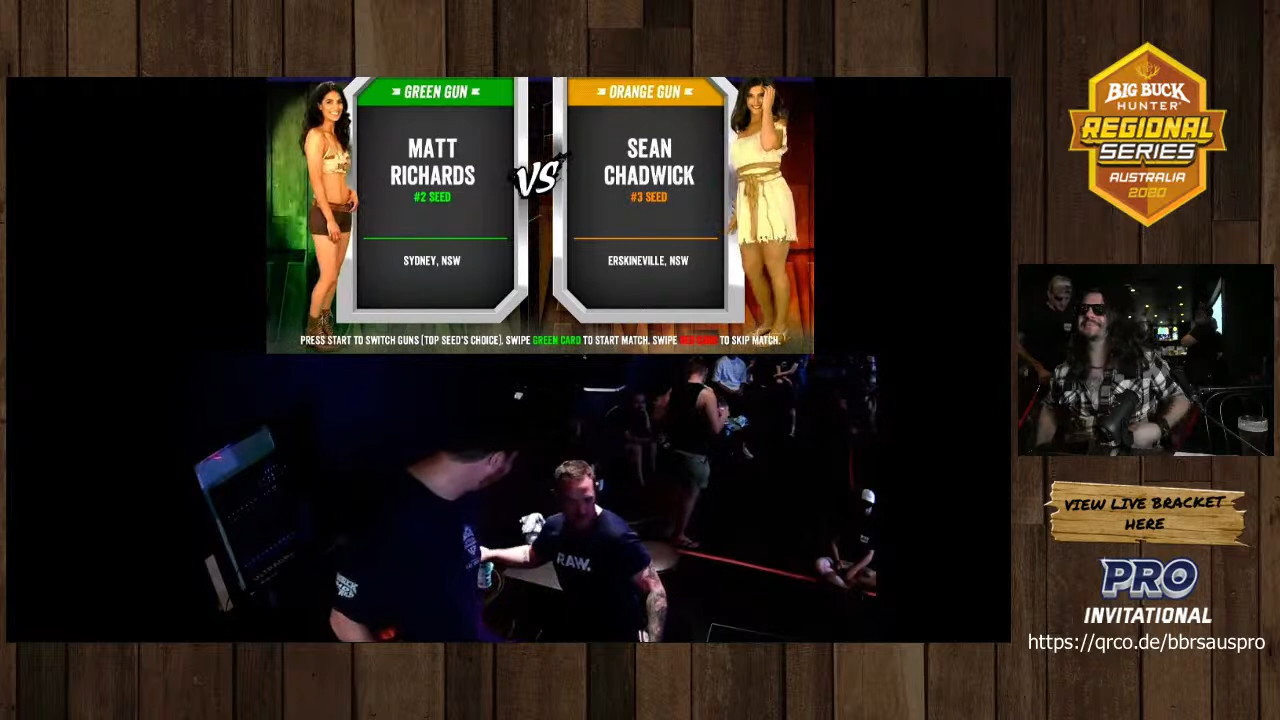 GREEN GUN
MATT
RICHARDS
#2 SEED
SYDNEY, NSW
VS
ORANGE GUN
SEAN
CHADWICK
#3 SEED
ERSKINEVILLE, NSW
PRESS START TO SWITCH GUNS [TOP SEED'S CHOICE]. SWIPE GREEN CARD TO START MATCH. SWIPE RED CARD TO SKIP MATCH.
RAW.
BIG BUCK
HUNTER
REGIONAL
SERIES
AUSTRALIA
2020
VIEW LIVE BRACKET
HERE
PRO
INVITATIONAL
https://qrco.de/bbrsauspro